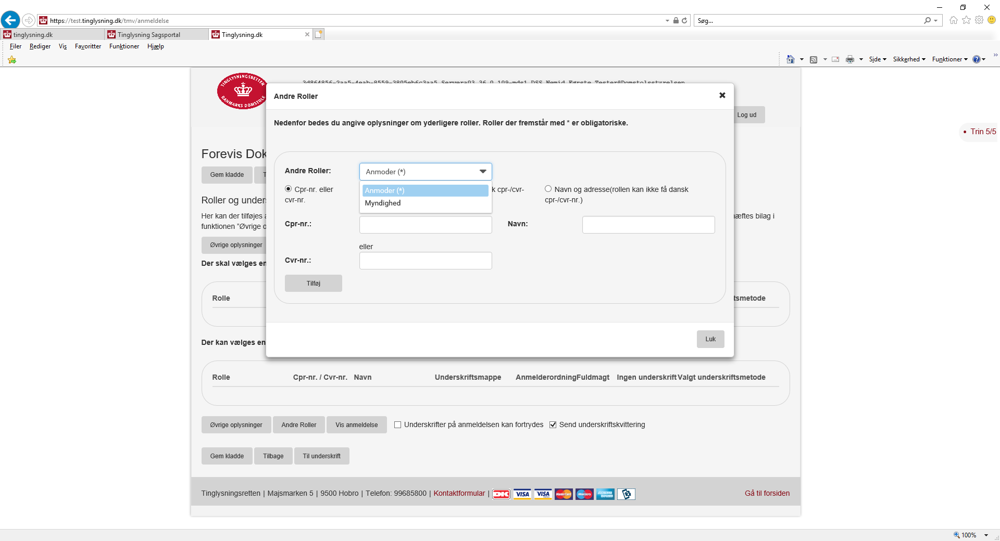 https://test.tinglysning.dk/tmv/anmeldelse
Søg...
tinglysning.dk
Tinglysning Sagsportal
Tinglysning.dk
Filer Rediger Vis Favoritter Funktioner Hjælp
Side Sikkerhed Funktioner
TINGLYSNINGSRETTEN
DANMARKS DOMSTOLE
3d864856-2aa5-4eab-8559-3805eb6c3aa5 Servera03 36.0.109-mds1 DSS Nemid Første Tester@Domstolsstyrelsen
Andre Roller
Log ud
Nedenfor bedes du angive oplysninger om yderligere roller. Roller der fremstår med * er obligatoriske.
• Trin 5/5
Forevis Dok
Andre Roller: Anmoder (*)
Gem kladde T
Cpr-nr. eller cvr-nr.
Anmoder (*)
Myndighed
k cpr-/cvr-
Navn og adresse(rollen kan ikke få dansk
cpr-/cvr-nr.)
Roller og unders
Her kan der tilføjes
æftes bilag i
funktionen "Øvrige o
Cpr-nr.: Navn:
eller
Øvrige oplysninger
Cvr-nr.:
Der skal vælges en
Tilføj
Rolle
tsmetode
Luk
Der kan vælges en
Rolle Cpr-nr. / Cvr-nr. Navn Underskriftsmappe Anmelderordning Fuldmagt Ingen underskrift Valgt underskriftsmetode
Øvrige oplysninger Andre Roller Vis anmeldelse Underskrifter på anmeldelsen kan fortrydes Send underskriftskvittering
Gem kladde Tilbage Til underskrift
Tinglysningsretten | Majsmarken 5 | 9500 Hobro | Telefon: 99685800 | Kontaktformular | DK VISA VISA MasterCard Maestro Gå til forsiden
100%